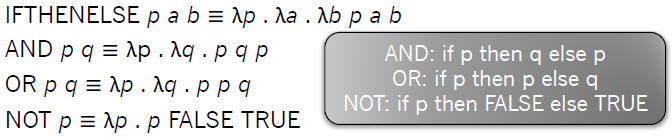 IFTHENELSE p a b ≡ λp . λa . λb p a b
AND p q ≡ λp . λq . p q p
OR p q ≡ λp . λq . p p q
NOT p ≡ λp . p FALSE TRUE
AND: if p then q else p
OR: if p then p else q
NOT: if p then FALSE else TRUE